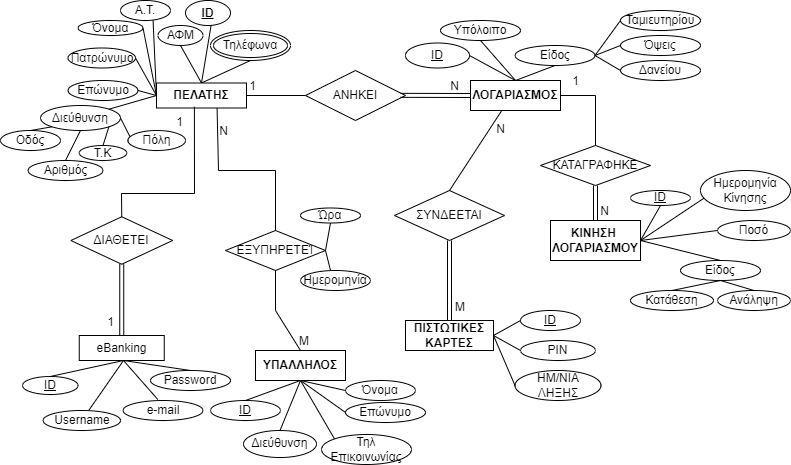 Α.Τ.
ID
Όνομα
ΑΦΜ
Τηλέφωνα
Πατρώνυμο
Επώνυμο
ΠΕΛΑΤΗΣ
1
ΑΝΗΚΕΙ
N
Υπόλοιπο
ID
Είδος
Ταμιευτηρίου
Όψεις
Δανείου
ΛΟΓΑΡΙΑΣΜΟΣ
1
Διεύθυνση
Οδός
Αριθμός
Τ.Κ
Πόλη
1
N
N
ΚΑΤΑΓΡΑΦΗΚΕ
N
ΣΥΝΔΕΕΤΑΙ
M
ΚΙΝΗΣΗ
ΛΟΓΑΡΙΑΣΜΟΥ
ID
Ημερομηνία
Κίνησης
Ποσό
Είδος
Κατάθεση
Ανάληψη
ΔΙΑΘΕΤΕΙ
1
ΕΞΥΠΗΡΕΤΕΙ
Ώρα
Ημερομηνία
M
ΠΙΣΤΩΤΙΚΕΣ
ΚΑΡΤΕΣ
ID
PIN
ΗΜ/ΝΙΑ
ΛΗΞΗΣ
eBanking
ID
Username
e-mail
Password
ΥΠΑΛΛΗΛΟΣ
ID
Διεύθυνση
Τηλ
Επικοινωνίας
Επώνυμο
Όνομα